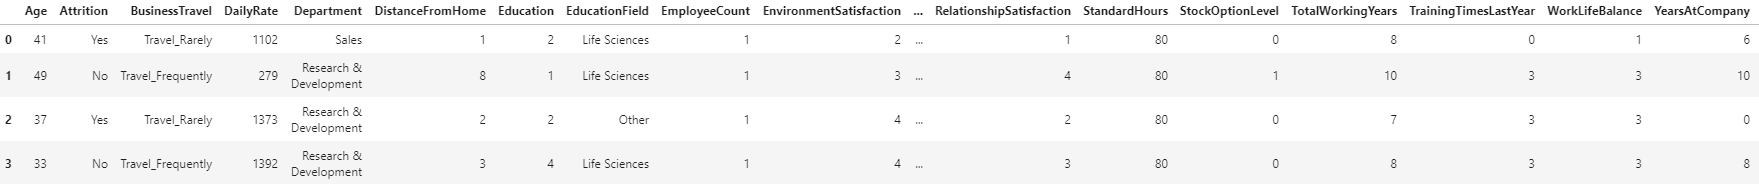 Age Attrition BusinessTravel DailyRate Department DistanceFromHome Education EducationField EmployeeCount EnvironmentSatisfaction ... RelationshipSatisfaction StandardHours StockOptionLevel TotalWorkingYears TrainingTimesLastYear WorkLifeBalance YearsAtCompany
0 41 Yes Travel_Rarely 1102 Sales 1 2 Life Sciences 1 2 ... 1 80 0 8 0 1 6
1 49 No Travel_Frequently 279 Research & Development 8 1 Life Sciences 1 3 ... 4 80 1 10 3 3 10
2 37 Yes Travel_Rarely 1373 Research & Development 2 2 Other 1 4 ... 2 80 0 7 3 3 0
3 33 No Travel_Frequently 1392 Research & Development 3 4 Life Sciences 1 4 ... 3 80 0 8 3 3 8